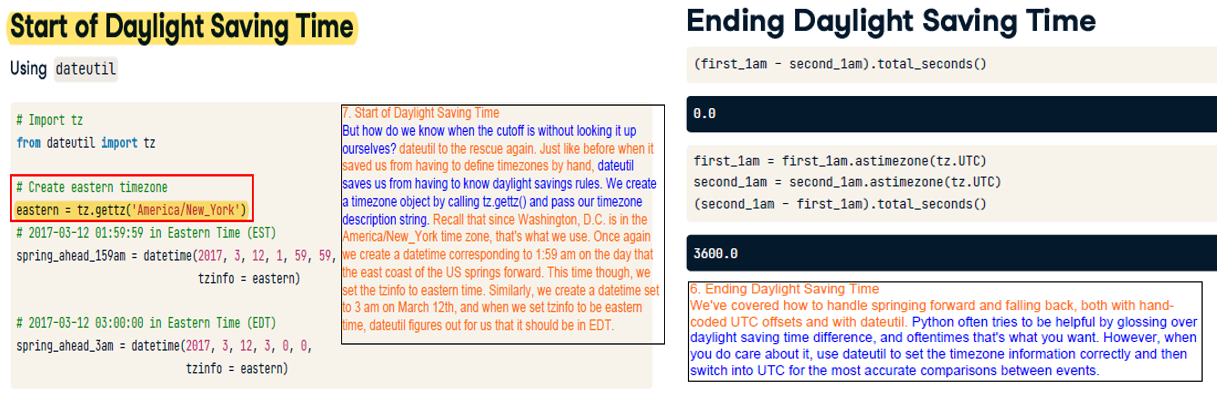 Start of Daylight Saving Time
Using dateutil
# Import tz
from dateutil import tz
# Create eastern timezone
eastern = tz.gettz('America/New_York')
# 2017-03-12 01:59:59 in Eastern Time (EST)
spring_ahead_159am = datetime(2017, 3, 12, 1, 59, 59,
tzinfo = eastern)
# 2017-03-12 03:00:00 in Eastern Time (EDT)
spring_ahead_3am = datetime(2017, 3, 12, 3, 0, 0,
tzinfo = eastern)
7. Start of Daylight Saving Time
But how do we know when the cutoff is without looking it up
ourselves? dateutil to the rescue again. Just like before when it
saved us from having to define timezones by hand, dateutil
saves us from having to know daylight savings rules. We create
a timezone object by calling tz.gettz() and pass our timezone
description string. Recall that since Washington, D.C. is in the
America/New_York time zone, that's what we use. Once again
we create a datetime corresponding to 1:59 am on the day that
the east coast of the US springs forward. This time though, we
set the tzinfo to eastern time. Similarly, we create a datetime set
to 3 am on March 12th, and when we set tzinfo to be eastern
time, dateutil figures out for us that it should be in EDT.
Ending Daylight Saving Time
(first_1am - second_1am).total_seconds()
0.0
first_1am = first_1am.astimezone(tz.UTC)
second_1am = second_1am.astimezone(tz.UTC)
(second_1am - first_1am).total_seconds()
3600.0
6. Ending Daylight Saving Time
We've covered how to handle springing forward and falling back, both with hand-
coded UTC offsets and with dateutil. Python often tries to be helpful by glossing over
daylight saving time difference, and oftentimes that's what you want. However, when
you do care about it, use dateutil to set the timezone information correctly and then
switch into UTC for the most accurate comparisons between events.